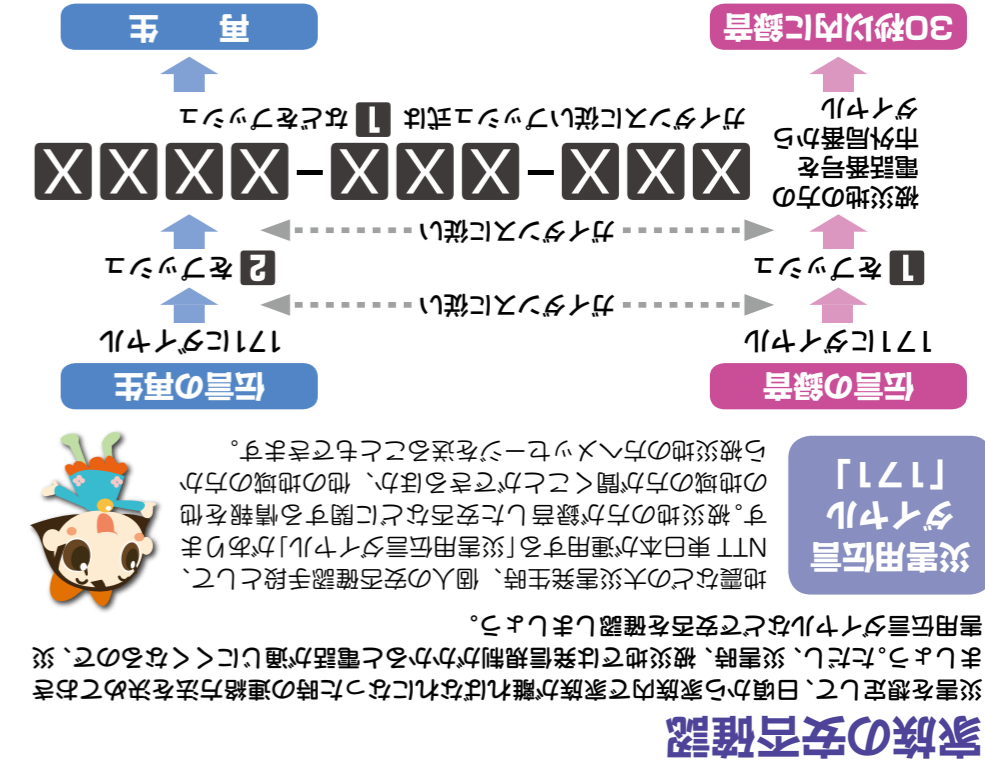 家族の安否確認
災害を想定して、日頃から家族内で家族が離ればなれになった時の連絡方法を決めておき
ましょう。ただし、災害時、被災地では発信規制がかかると電話が通じにくくなるので、災
害用伝言ダイヤルなどで安否を確認しましょう。
災害用伝言
ダイヤル
「171」
地震などの大災害発生時、個人の安否確認手段として、
NTT 東日本が運用する「災害用伝言ダイヤル」がありま
す。被災地の方が録音した安否などに関する情報を他
の地域の方が聞くことができるほか、他の地域の方か
ら被災地の方へメッセージを送ることもできます。
伝言の録音
171にダイヤル
1をプッシュ
被災地の方の
電話番号を
市外局番から
ダイヤル
30秒以内に録音
伝言の再生
171にダイヤル
2をプッシュ
ガイダンスに従い
ガイダンスに従い
XXX-XXX-XXXX
ガイダンスに従いプッシュ式は 1 などをプッシュ
再 生